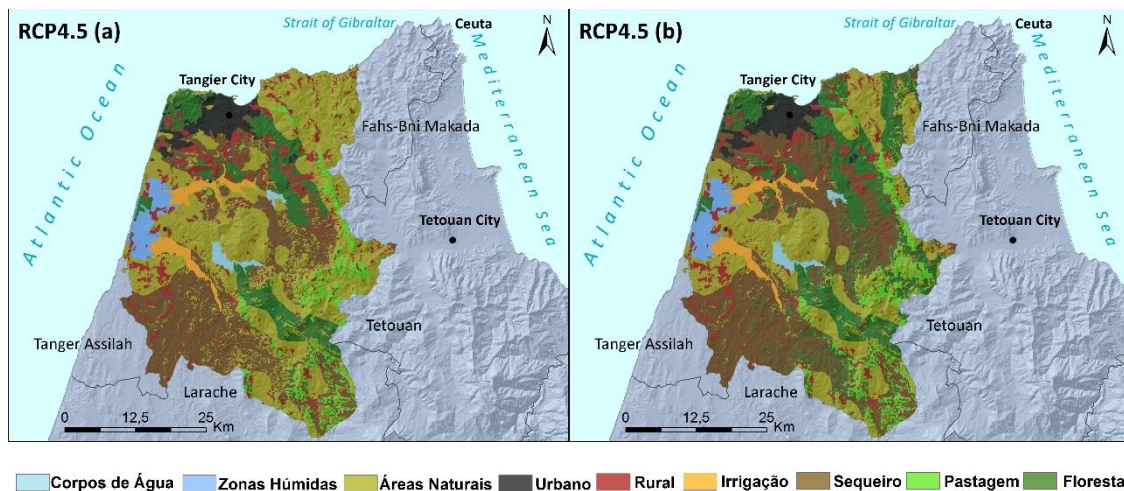 RCP4.5 (a)
Strait of Gibraltar
Ceuta
N
Mediterranean Sea
Atlantic Ocean
Tangier City
Fahs-Bni Makada
Tetouan City
Tetouan
Tanger Assilah
Larache
0 12,5 25
Km
RCP4.5 (b)
Strait of Gibraltar
Ceuta
N
Mediterranean Sea
Atlantic Ocean
Tangier City
Fahs-Bni Makada
Tetouan City
Tetouan
Tanger Assilah
Larache
0 12,5 25
Km
Corpos de Água Zonas Húmidas Áreas Naturais Urbano Rural Irrigação Sequeiro Pastagem Floresta